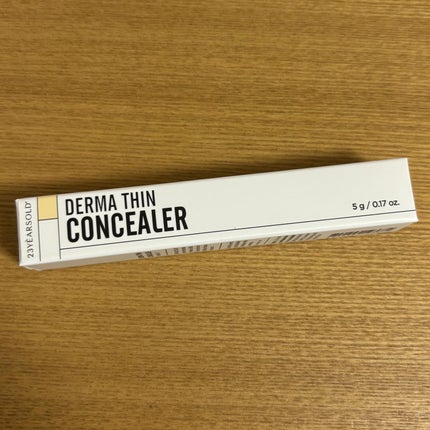 23YEARSOLD
DERMA THIN
CONCEALER
5 g / 0.17 oz.